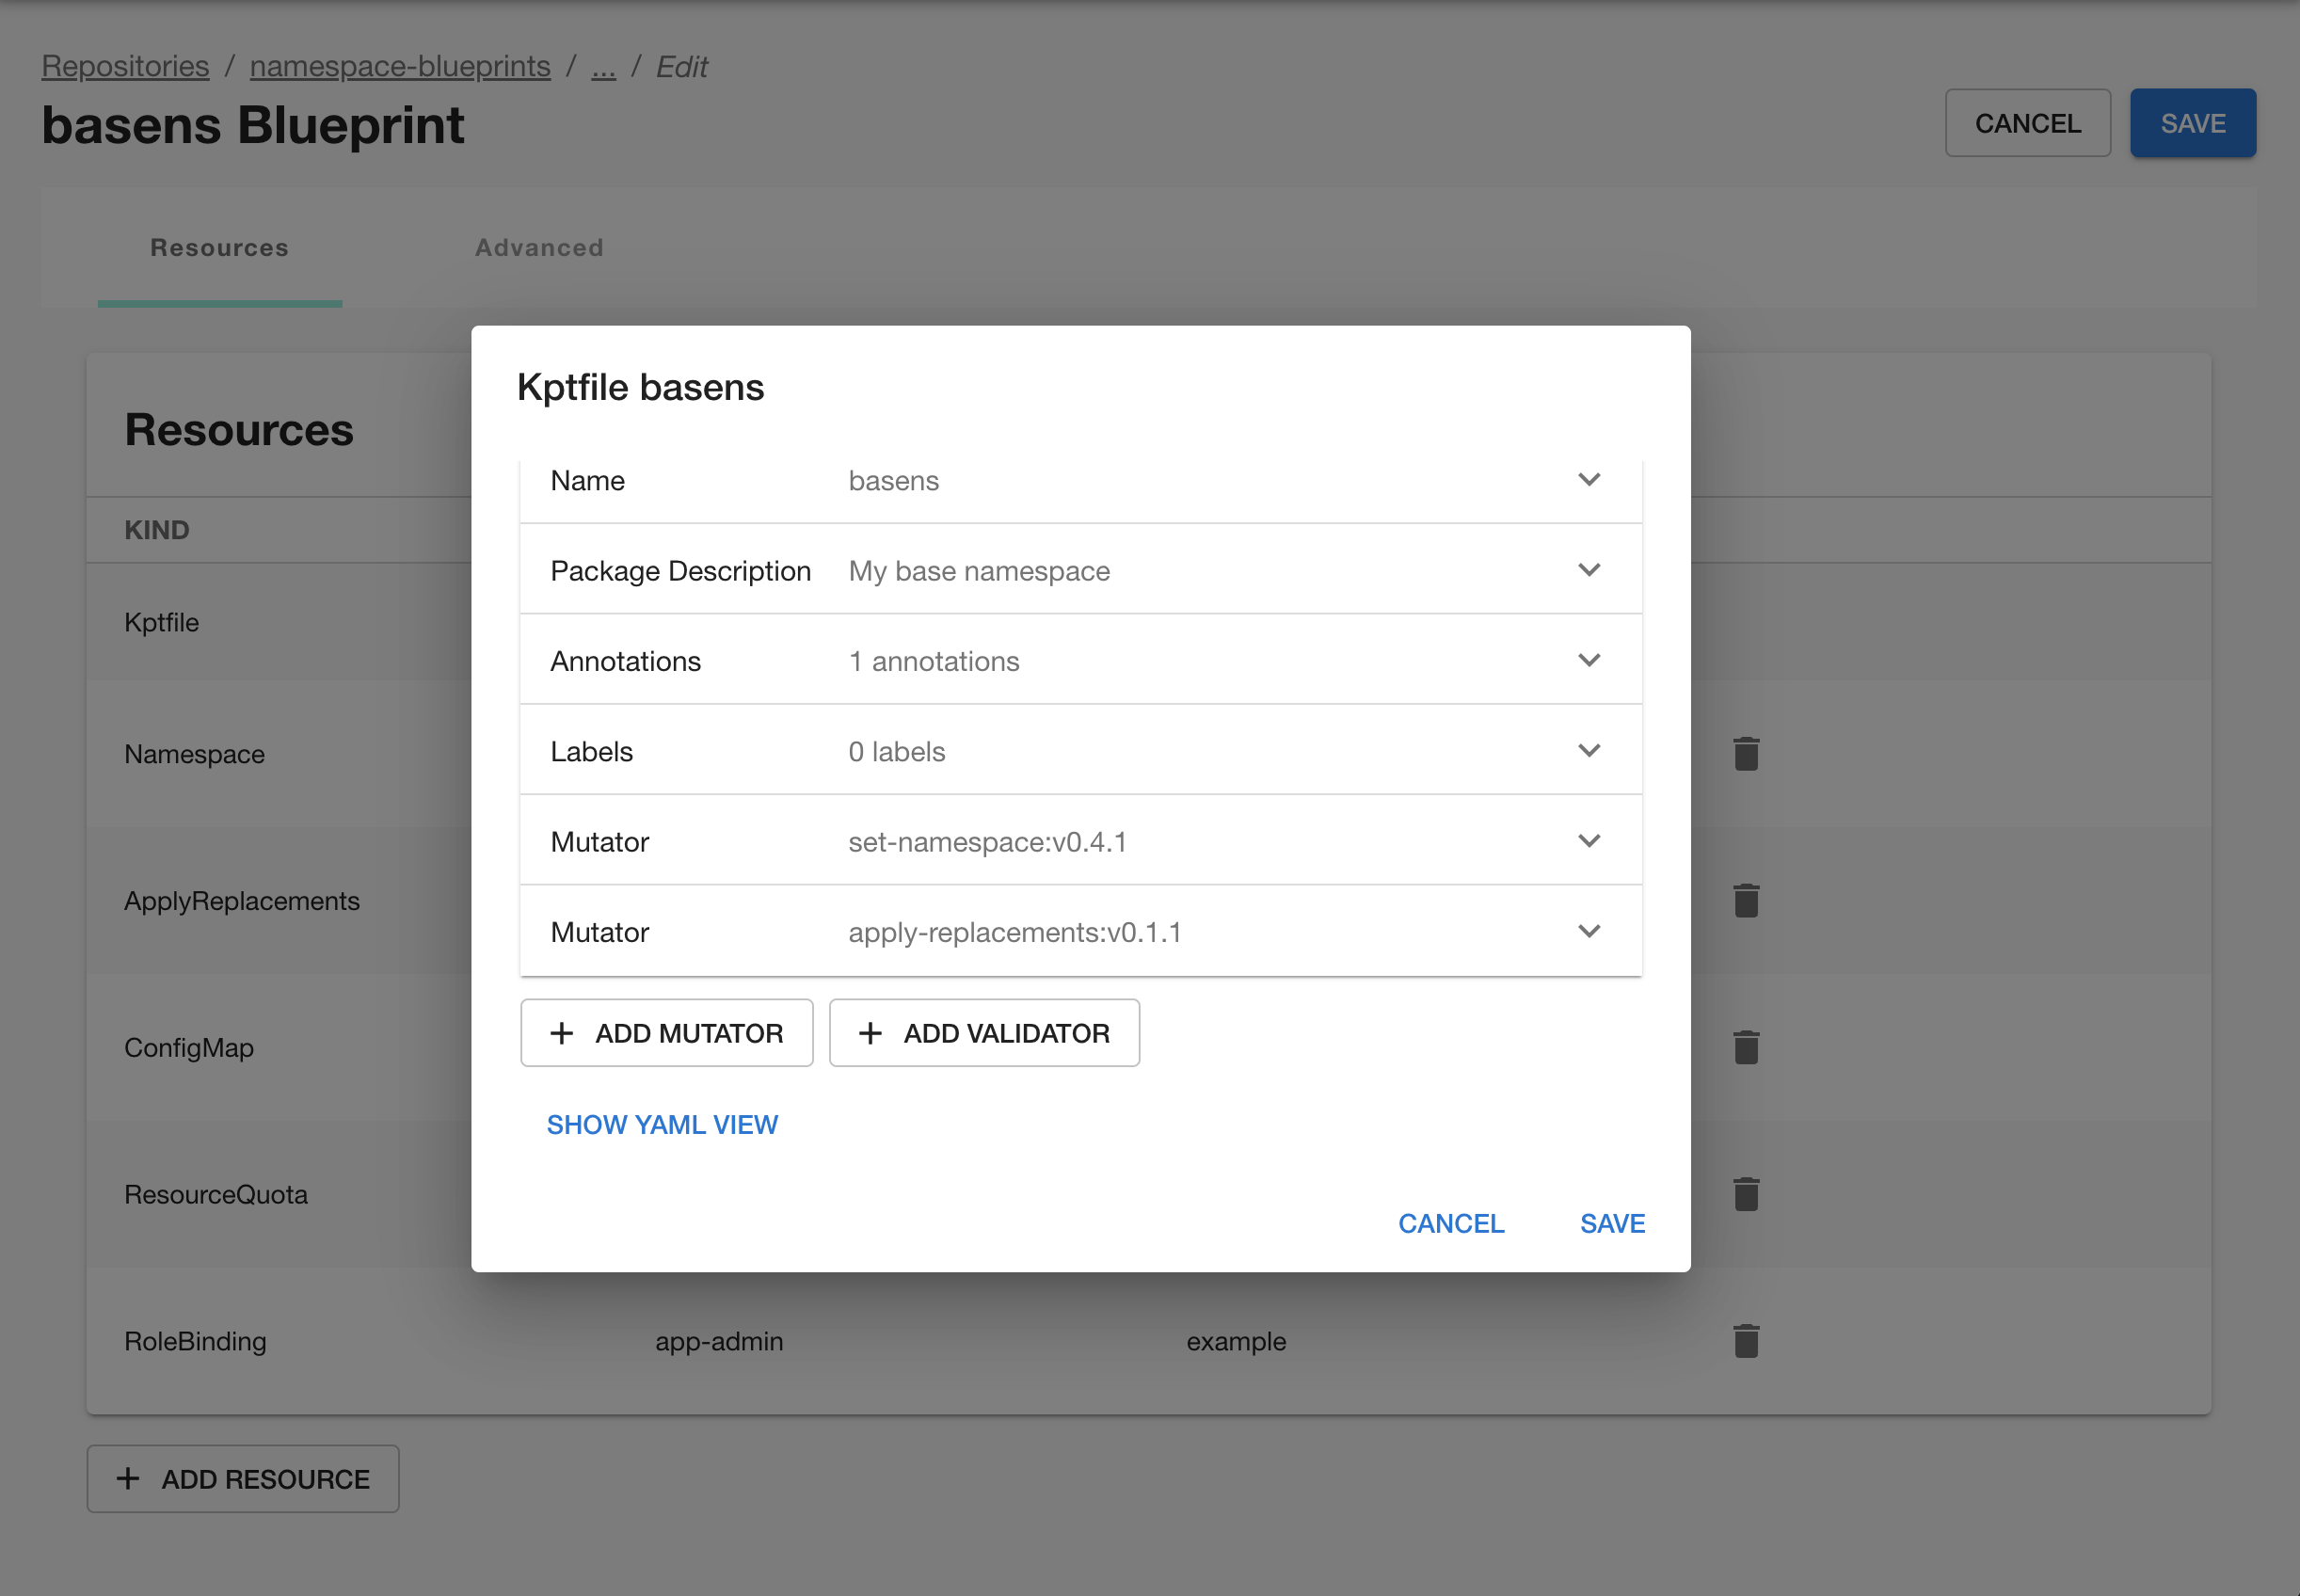 Repositories / namespace-blueprints / ... / Edit
basens Blueprint
CANCEL
SAVE
Resources
Advanced
Resources
KIND
Kptfile
Namespace
ApplyReplacements
ConfigMap
ResourceQuota
RoleBinding app-admin example
+ ADD RESOURCE
Kptfile basens
Name basens
Package Description My base namespace
Annotations 1 annotations
Labels 0 labels
Mutator set-namespace:v0.4.1
Mutator apply-replacements:v0.1.1
+ ADD MUTATOR
+ ADD VALIDATOR
SHOW YAML VIEW
CANCEL
SAVE